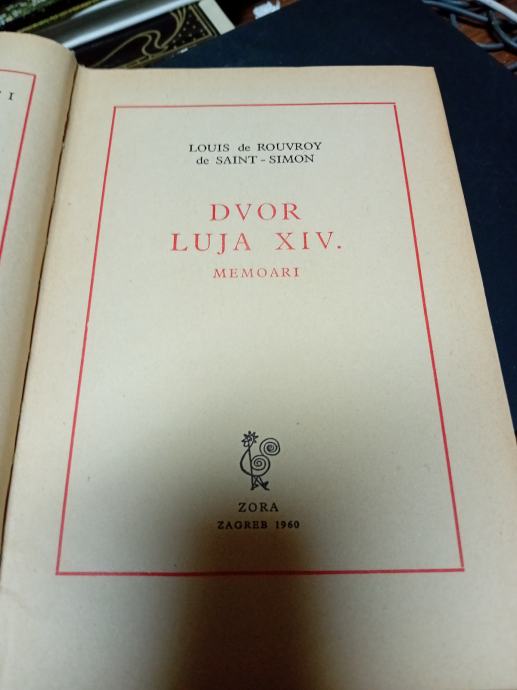 I
LOUIS de ROUVROY
de SAINT-SIMON
DVOR
LUJA XIV.
MEMOARI
ZORA
ZAGREB 1960